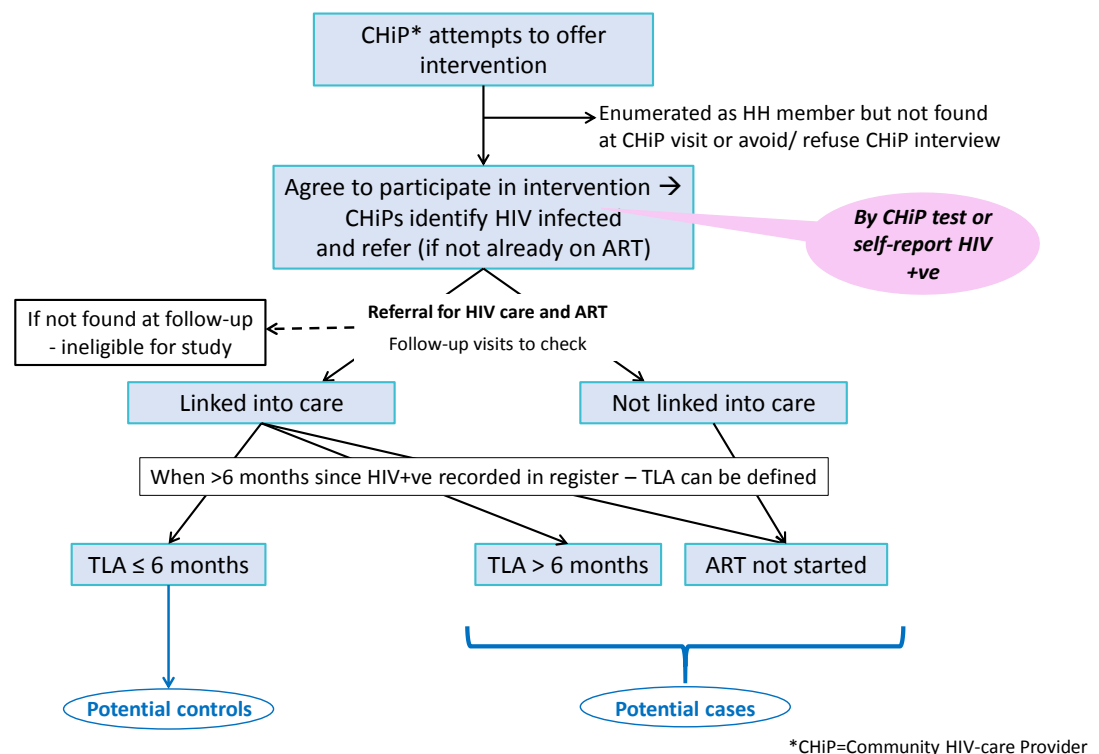 CHiP* attempts to offer
intervention
Enumerated as HH member but not found
at CHiP visit or avoid/ refuse CHiP interview
Agree to participate in intervention →
CHiPs identify HIV infected
and refer (if not already on ART)
By CHiP test or
self-report HIV
+ve
Referral for HIV care and ART
Follow-up visits to check
If not found at follow-up
- ineligible for study
Linked into care
Not linked into care
When >6 months since HIV+ve recorded in register – TLA can be defined
TLA ≤ 6 months
TLA > 6 months
ART not started
Potential controls
Potential cases
*CHiP=Community HIV-care Provider